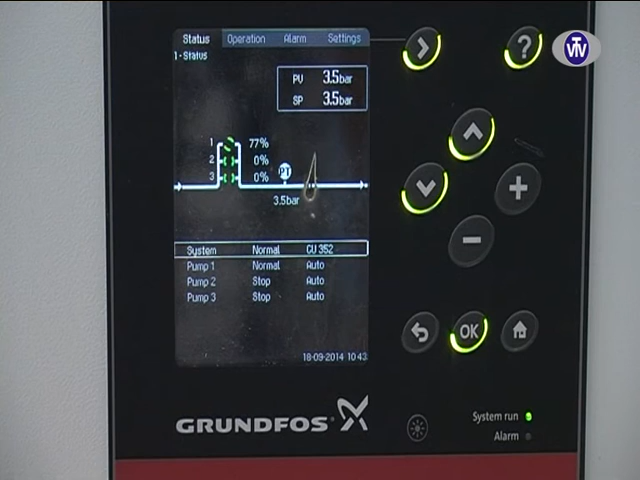 Status Operation Alarm Settings
1 - Status
PV 3.5bar
SP 3.5bar
1 77%
2 0%
3 0%
PT
3.5bar
System Normal CU 352
Pump 1 Normal Auto
Pump 2 Stop Auto
Pump 3 Stop Auto
18-09-2014 10:43
GRUNDFOS
? 
OK
System run
Alarm
VTV